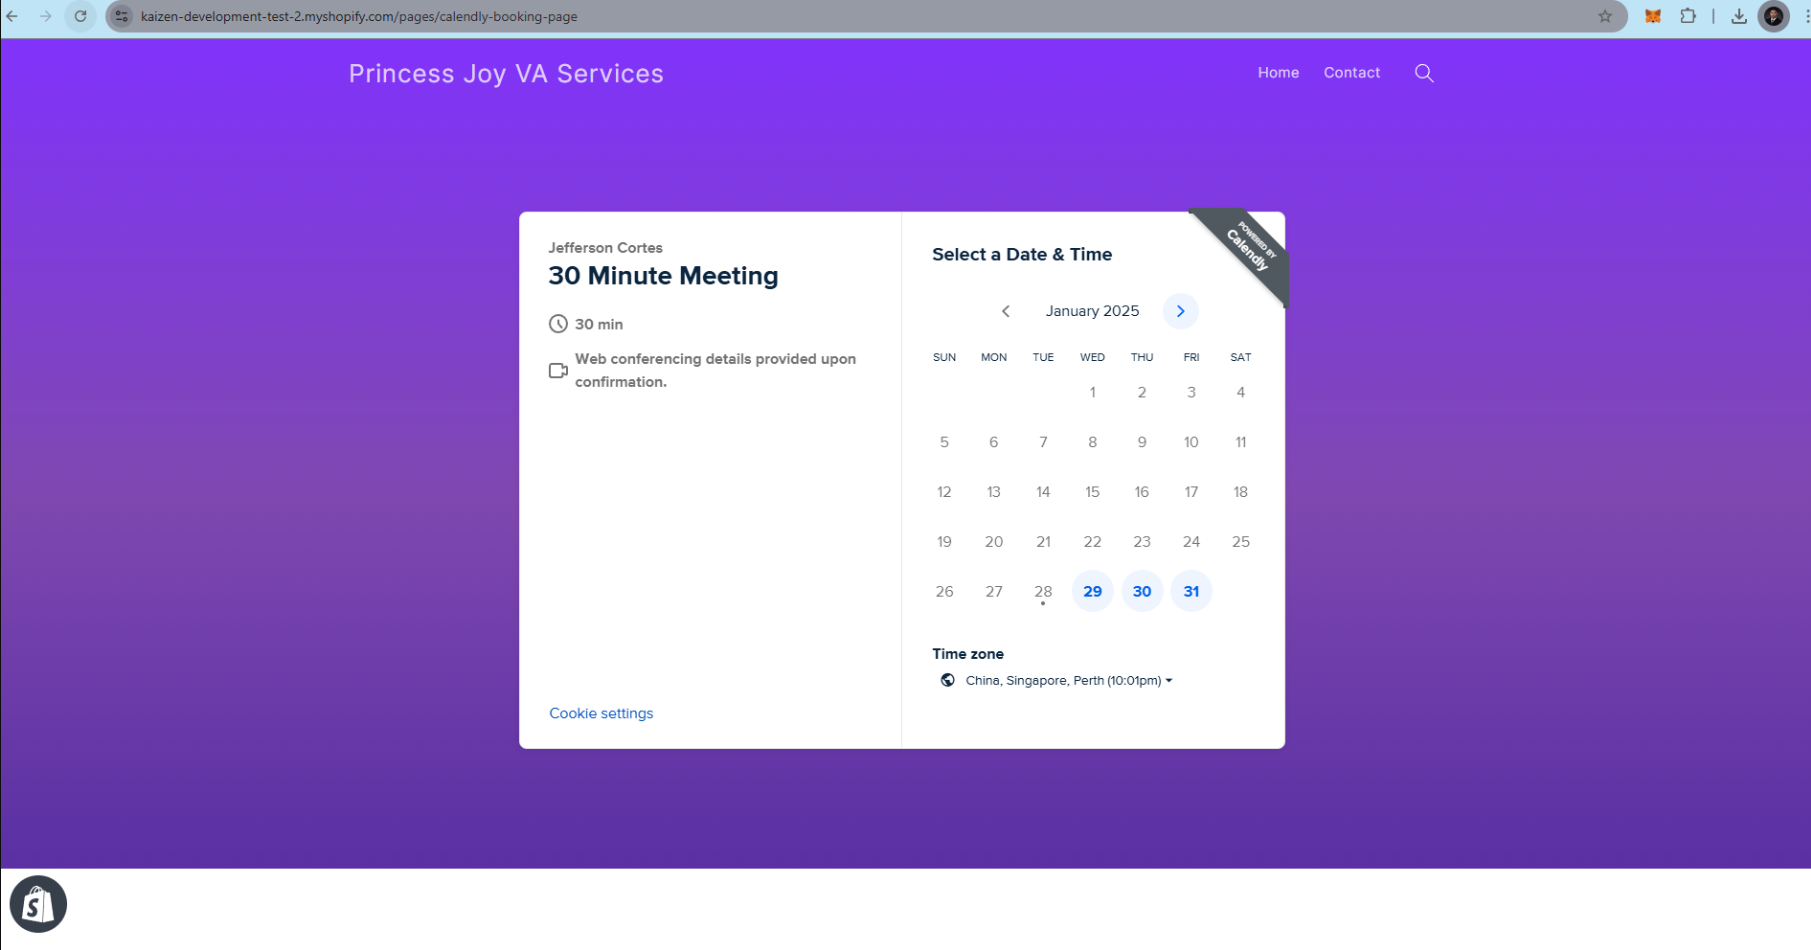 kaizen-development-test-2.myshopify.com/pages/calendly-booking-page
Princess Joy VA Services
Home
Contact
Jefferson Cortes
30 Minute Meeting
30 min
Web conferencing details provided upon
confirmation.
Cookie settings
POWERED BY
Calendly
Select a Date & Time
January 2025
SUN MON TUE WED THU FRI SAT
1 2 3 4
5 6 7 8 9 10 11
12 13 14 15 16 17 18
19 20 21 22 23 24 25
26 27 28 29 30 31
Time zone
China, Singapore, Perth (10:01pm)